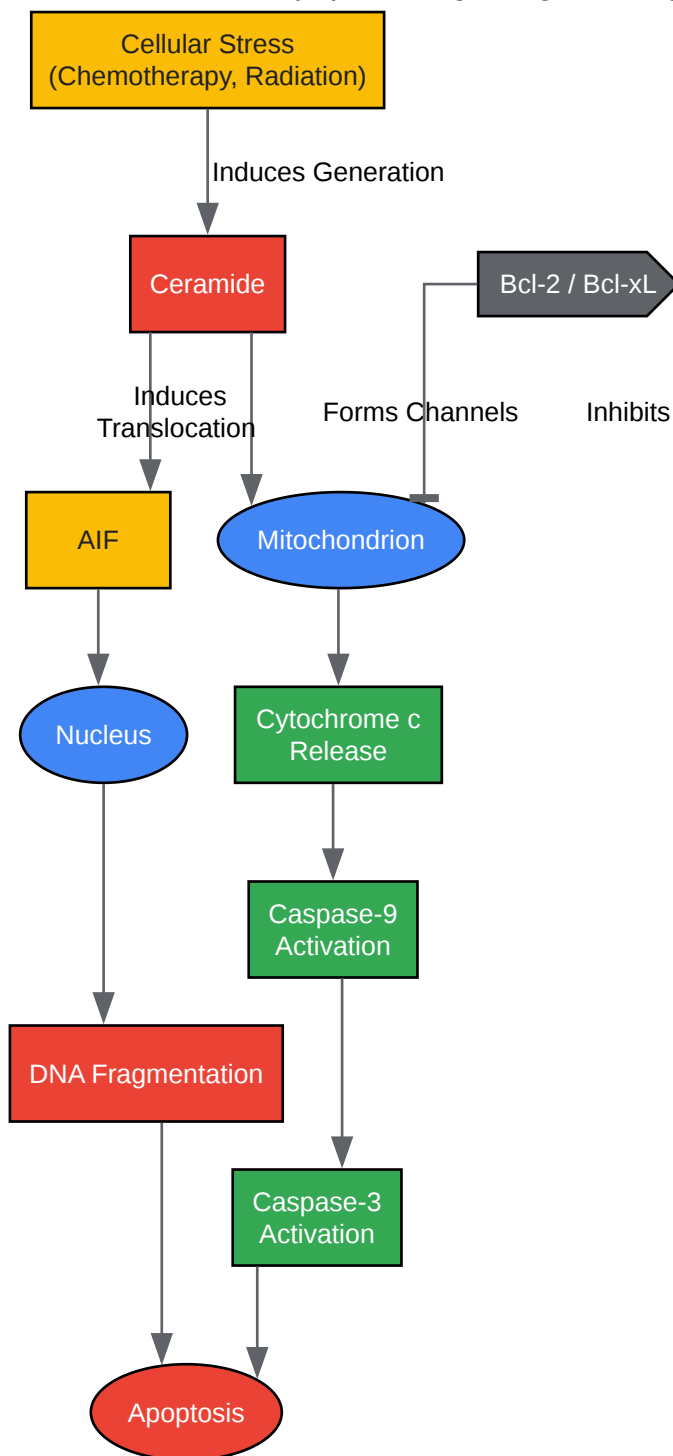 Cellular Stress
(Chemotherapy, Radiation)
Induces Generation
Ceramide
Bcl-2 / Bcl-xL
Induces
Translocation
Forms Channels
Inhibits
AIF
Mitochondrion
Nucleus
Cytochrome c
Release
Caspase-9
Activation
DNA Fragmentation
Caspase-3
Activation
Apoptosis